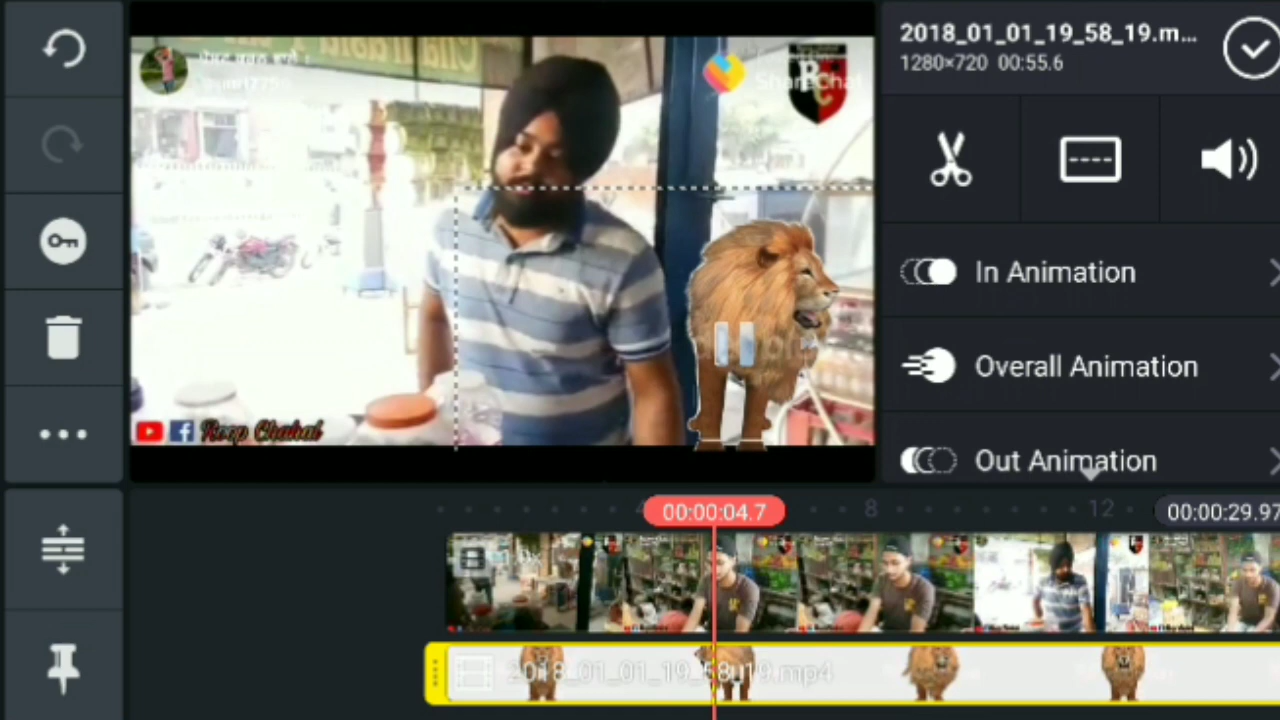 2018_01_01_19_58_19.m...
1280×720 00:55.6
ShareChat
RC
In Animation
Overall Animation
Out Animation
Roop Chahal
00:00:04.7
8
12
00:00:29.97
2018_01_01_19_58_19.mp4